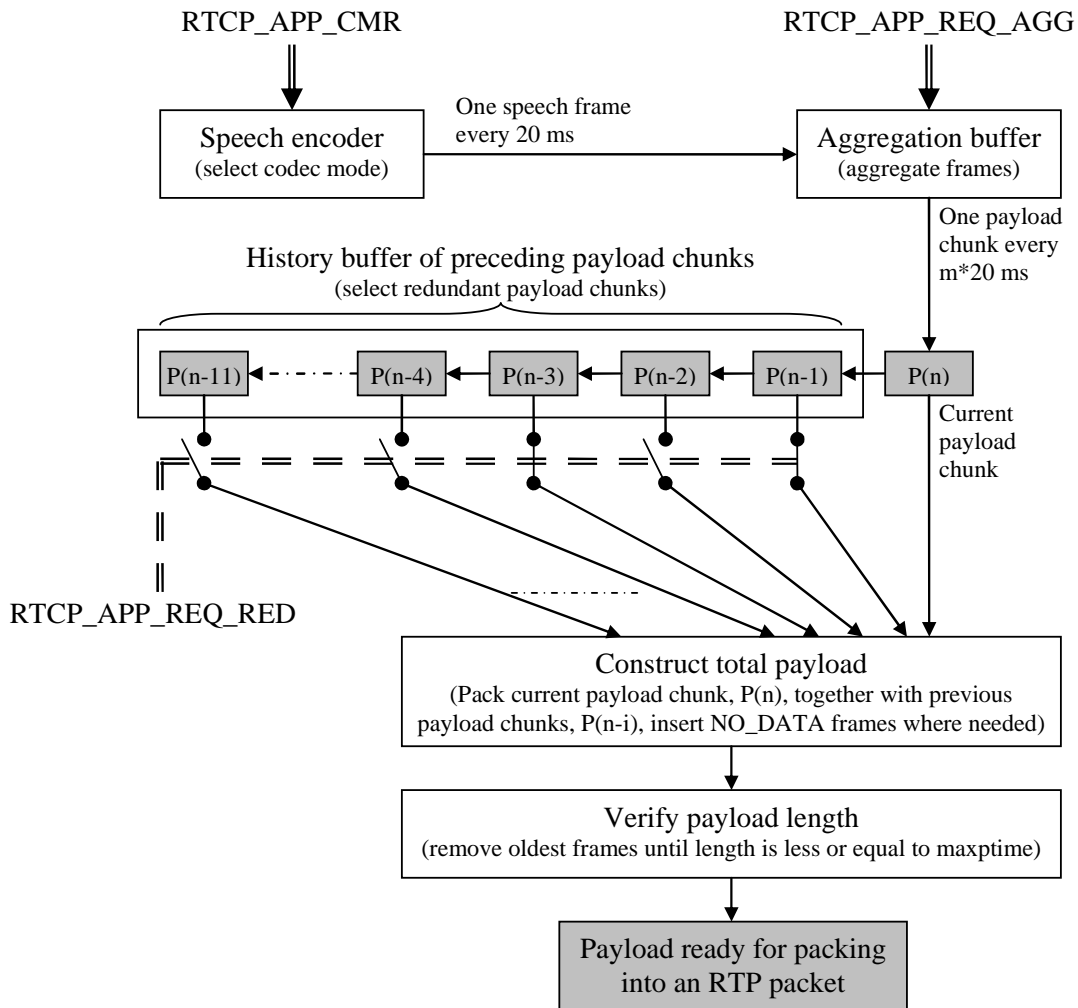 RTCP_APP_CMR
RTCP_APP_REQ_AGG
One speech frame
every 20 ms
Speech encoder
(select codec mode)
Aggregation buffer
(aggregate frames)
One payload
chunk every
m*20 ms
History buffer of preceding payload chunks
(select redundant payload chunks)
P(n-11)
P(n-4)
P(n-3)
P(n-2)
P(n-1)
P(n)
Current
payload
chunk
RTCP_APP_REQ_RED
Construct total payload
(Pack current payload chunk, P(n), together with previous
payload chunks, P(n-i), insert NO_DATA frames where needed)
Verify payload length
(remove oldest frames until length is less or equal to maxptime)
Payload ready for packing
into an RTP packet